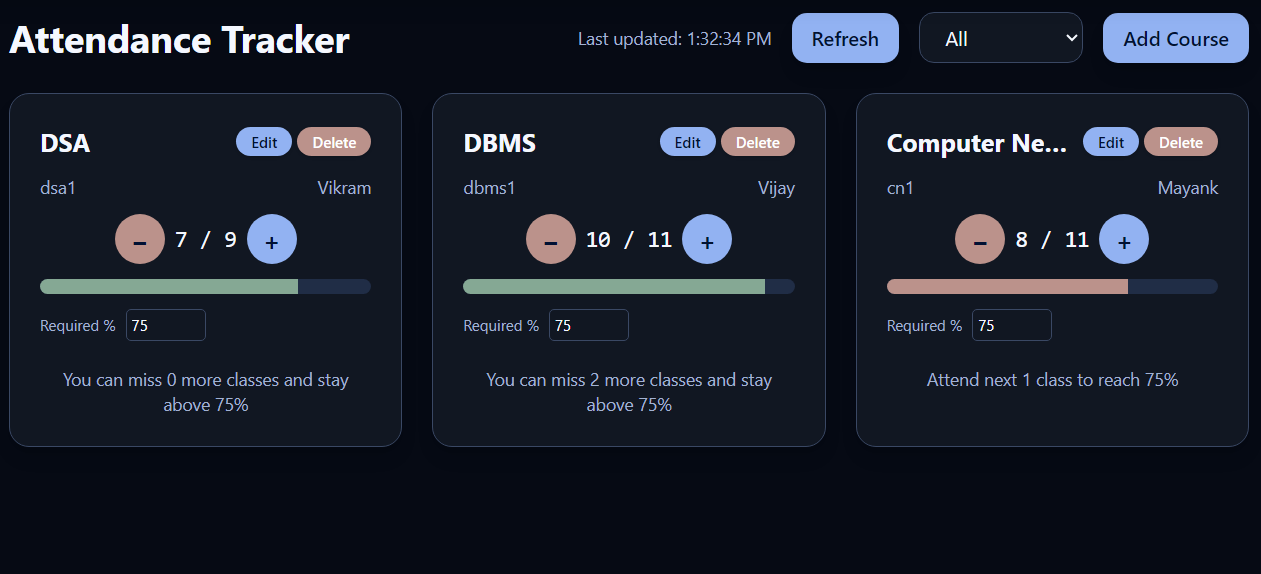 Attendance Tracker
Last updated: 1:32:34 PM
Refresh
All
Add Course
DSA
Edit
Delete
dsa1
Vikram
–
7 / 9
+
Required %
75
You can miss 0 more classes and stay
above 75%
DBMS
Edit
Delete
dbms1
Vijay
–
10 / 11
+
Required %
75
You can miss 2 more classes and stay
above 75%
Computer Ne...
Edit
Delete
cn1
Mayank
–
8 / 11
+
Required %
75
Attend next 1 class to reach 75%